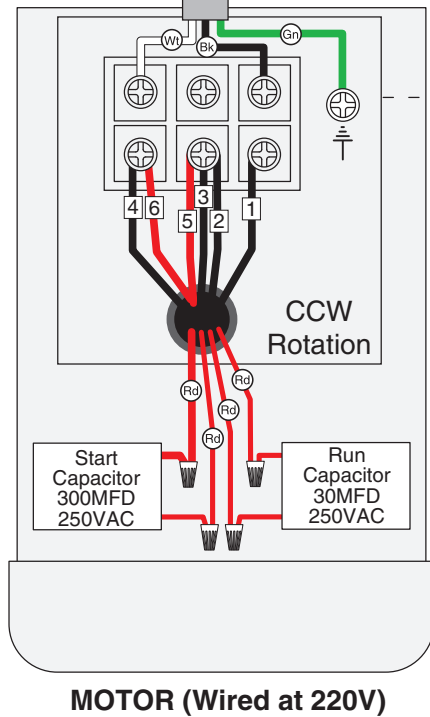 Wt
Bk
Gn
3
4
6
5
2
1
CCW
Rotation
Rd
Rd
Rd
Rd
Start
Capacitor
300MFD
250VAC
Run
Capacitor
30MFD
250VAC
MOTOR (Wired at 220V)